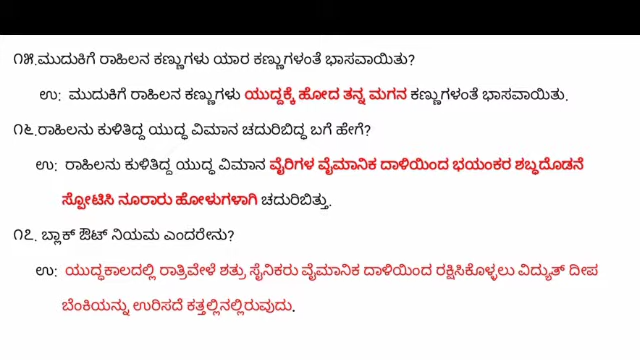 ೧೫.ಮುದುಕಿಗೆ ರಾಹಿಲನ ಕಣ್ಣುಗಳು ಯಾರ ಕಣ್ಣುಗಳಂತೆ ಭಾಸವಾಯಿತು?
ಉ: ಮುದುಕಿಗೆ ರಾಹಿಲನ ಕಣ್ಣುಗಳು ಯುದ್ದಕ್ಕೆ ಹೋದ ತನ್ನ ಮಗನ ಕಣ್ಣುಗಳಂತೆ ಭಾಸವಾಯಿತು.
೧೬.ರಾಹಿಲನು ಕುಳಿತಿದ್ದ ಯುದ್ಧ ವಿಮಾನ ಚದುರಿಬಿದ್ಧ ಬಗೆ ಹೇಗೆ?
ಉ: ರಾಹಿಲನು ಕುಳಿತಿದ್ದ ಯುದ್ಧ ವಿಮಾನ ವೈರಿಗಳ ವೈಮಾನಿಕ ದಾಳಿಯಿಂದ ಭಯಂಕರ ಶಬ್ಧದೊಡನೆ
ಸ್ಪೋಟಿಸಿ ನೂರಾರು ಹೋಳುಗಳಾಗಿ ಚದುರಿಬಿತ್ತು.
೧೭. ಬ್ಲಾಕ್ ಔಟ್ ನಿಯಮ ಎಂದರೇನು?
ಉ: ಯುದ್ಧಕಾಲದಲ್ಲಿ ರಾತ್ರಿವೇಳೆ ಶತ್ರು ಸೈನಿಕರು ವೈಮಾನಿಕ ದಾಳಿಯಿಂದ ರಕ್ಷಿಸಿಕೊಳ್ಳಲು ವಿದ್ಯುತ್ ದೀಪ
ಬೆಂಕಿಯನ್ನು ಉರಿಸದೆ ಕತ್ತಲ್ಲಿನಲ್ಲಿರುವುದು.